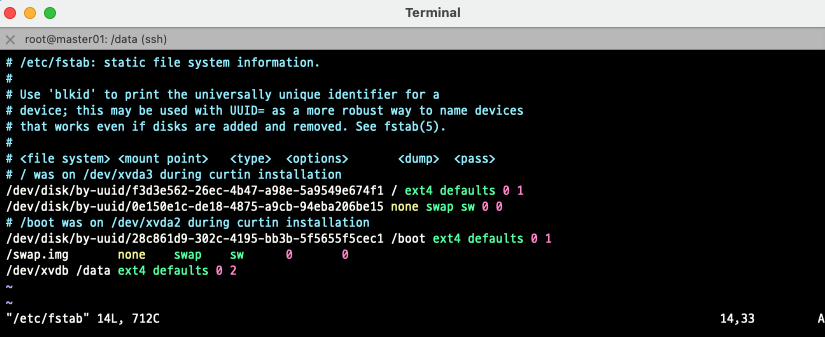 Terminal
root@master01: /data (ssh)
# /etc/fstab: static file system information.
#
# Use 'blkid' to print the universally unique identifier for a
# device; this may be used with UUID= as a more robust way to name devices
# that works even if disks are added and removed. See fstab(5).
#
# <file system> <mount point>   <type>  <options>       <dump>  <pass>
# / was on /dev/xvda3 during curtin installation
/dev/disk/by-uuid/f3d3e562-26ec-4b47-a98e-5a9549e674f1 / ext4 defaults 0 1
/dev/disk/by-uuid/0e150e1c-de18-4875-a9cb-94eba206be15 none swap sw 0 0
# /boot was on /dev/xvda2 during curtin installation
/dev/disk/by-uuid/28c861d9-302c-4195-bb3b-5f5655f5cec1 /boot ext4 defaults 0 1
/swap.img       none    swap    sw      0       0
/dev/xvdb /data ext4 defaults 0 2
~
~
"/etc/fstab" 14L, 712C 14,33 A